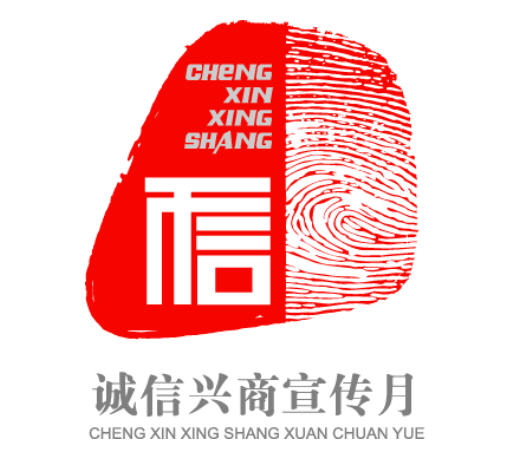 CHeNG
XIN
XING
SHANG
信
诚信兴商宣传月
CHENG XIN XING SHANG XUAN CHUAN YUE